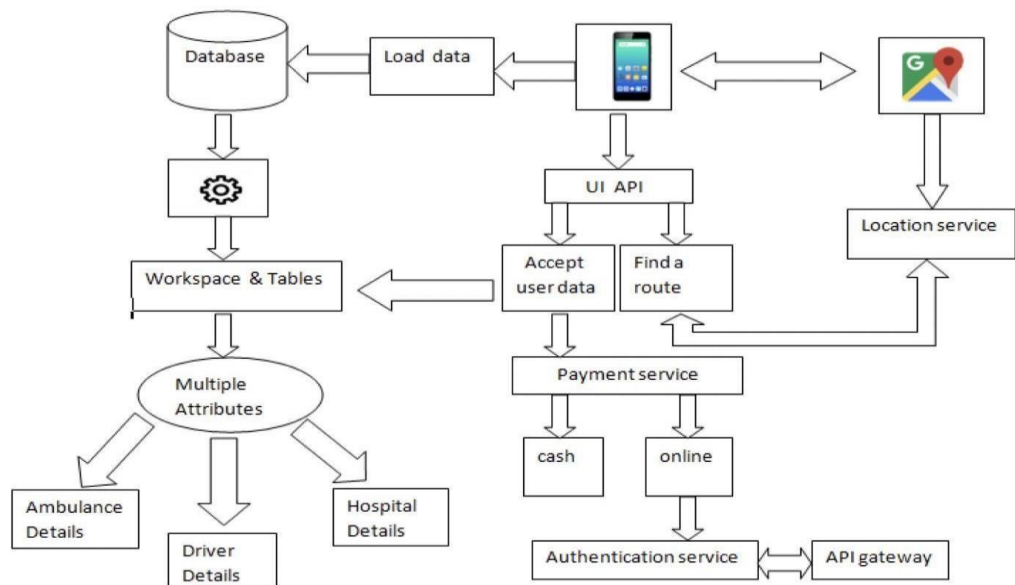 Database
Load data
G
UI API
Location service
Accept
user data
Find a
route
Workspace & Tables
Payment service
Multiple
Attributes
cash
online
Ambulance
Details
Hospital
Details
Driver
Details
Authentication service
API gateway